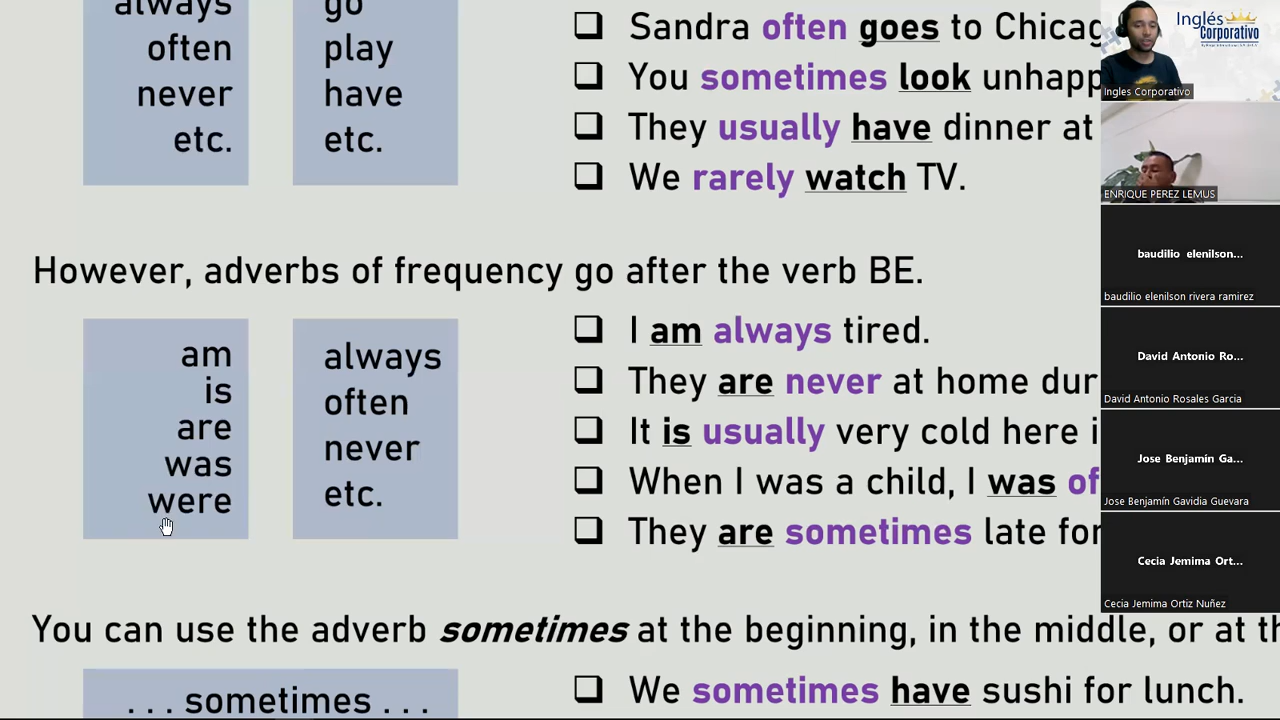 always
often
never
etc.
go
play
have
etc.
Sandra often goes to Chicag
You sometimes look unhapp
They usually have dinner at
We rarely watch TV.
However, adverbs of frequency go after the verb BE.
am
is
are
was
were
always
often
never
etc.
I am always tired.
They are never at home dur
It is usually very cold here i
When I was a child, I was of
They are sometimes late for
You can use the adverb sometimes at the beginning, in the middle, or at th
. . . sometimes . . .
We sometimes have sushi for lunch.
Inglés
Corporativo
Ingles Corporativo
ENRIQUE PEREZ LEMUS
baudilio elenilson...
baudilio elenilson rivera ramirez
David Antonio Ro...
David Antonio Rosales Garcia
Jose Benjamín Ga...
Jose Benjamín Gavidia Guevara
Cecia Jemima Ort...
Cecia Jemima Ortiz Nuñez